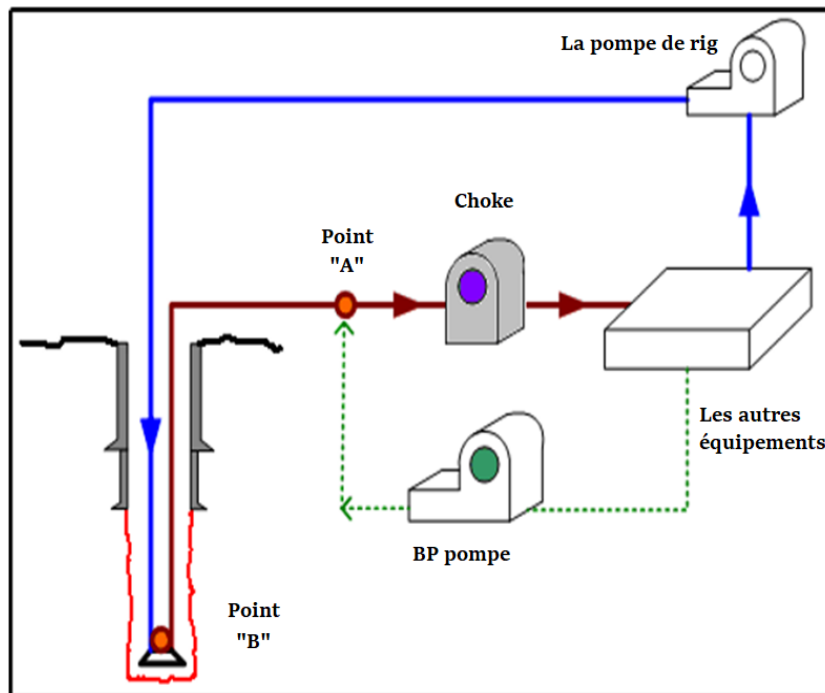 La pompe de rig
Choke
Point
"A"
Les autres
équipements
BP pompe
Point
"B"